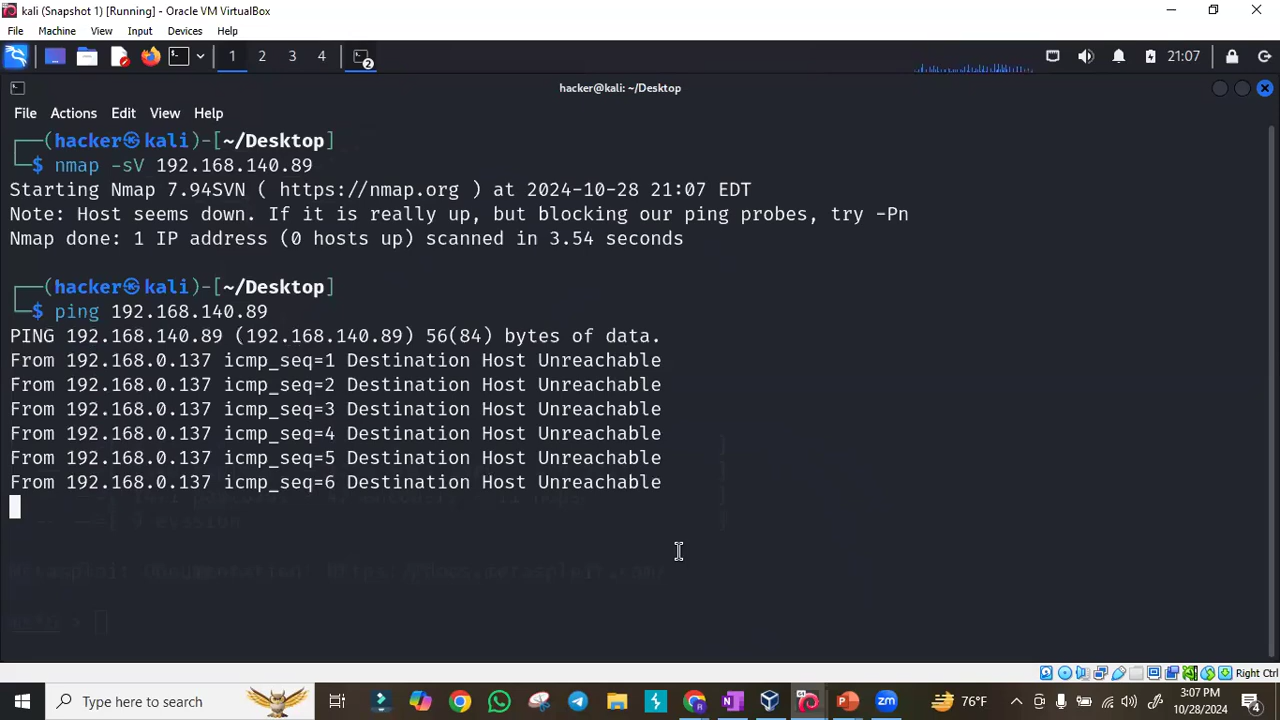 kali (Snapshot 1) [Running] - Oracle VM VirtualBox
File Machine View Input Devices Help
1 2 3 4 2 21:07
hacker@kali: ~/Desktop
File Actions Edit View Help
┌──(hacker㉿kali)-[~/Desktop]
└─$ nmap -sV 192.168.140.89
Starting Nmap 7.94SVN ( https://nmap.org ) at 2024-10-28 21:07 EDT
Note: Host seems down. If it is really up, but blocking our ping probes, try -Pn
Nmap done: 1 IP address (0 hosts up) scanned in 3.54 seconds
┌──(hacker㉿kali)-[~/Desktop]
└─$ ping 192.168.140.89
PING 192.168.140.89 (192.168.140.89) 56(84) bytes of data.
From 192.168.0.137 icmp_seq=1 Destination Host Unreachable
From 192.168.0.137 icmp_seq=2 Destination Host Unreachable
From 192.168.0.137 icmp_seq=3 Destination Host Unreachable
From 192.168.0.137 icmp_seq=4 Destination Host Unreachable
From 192.168.0.137 icmp_seq=5 Destination Host Unreachable
From 192.168.0.137 icmp_seq=6 Destination Host Unreachable
# evasion
>
Right Ctrl
Type here to search
76°F
3:07 PM
10/28/2024
4